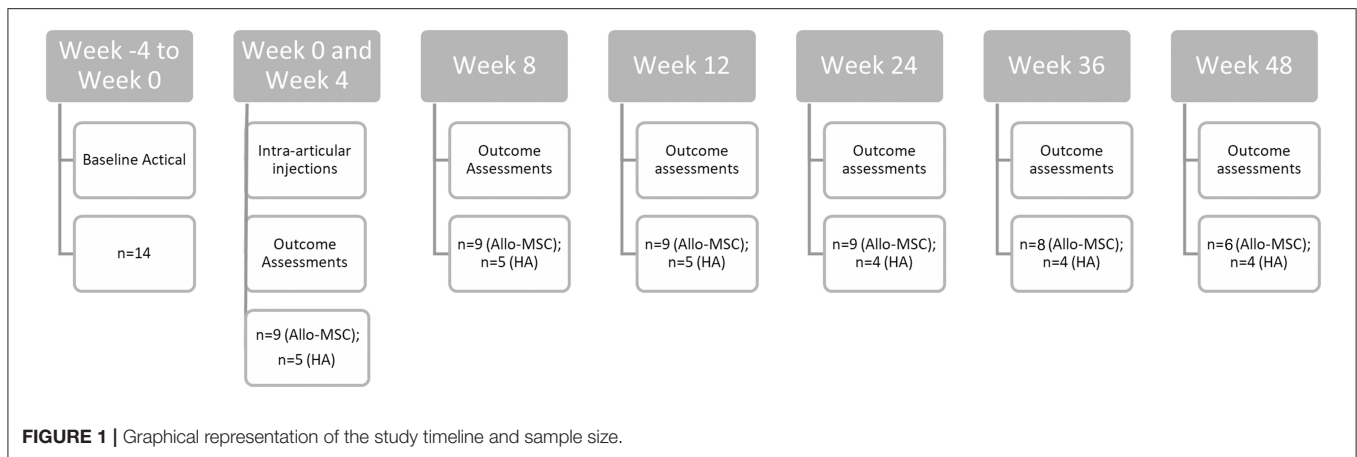 Week -4 to
Week 0
Baseline Actical
n=14
Week 0 and
Week 4
Intra-articular
injections
Outcome
Assessments
n=9 (Allo-MSC);
n=5 (HA)
Week 8
Outcome
Assessments
n=9 (Allo-MSC);
n=5 (HA)
Week 12
Outcome
assessments
n=9 (Allo-MSC);
n=5 (HA)
Week 24
Outcome
assessments
n=9 (Allo-MSC);
n=4 (HA)
Week 36
Outcome
assessments
n=8 (Allo-MSC);
n=4 (HA)
Week 48
Outcome
assessments
n=6 (Allo-MSC);
n=4 (HA)
FIGURE 1 | Graphical representation of the study timeline and sample size.